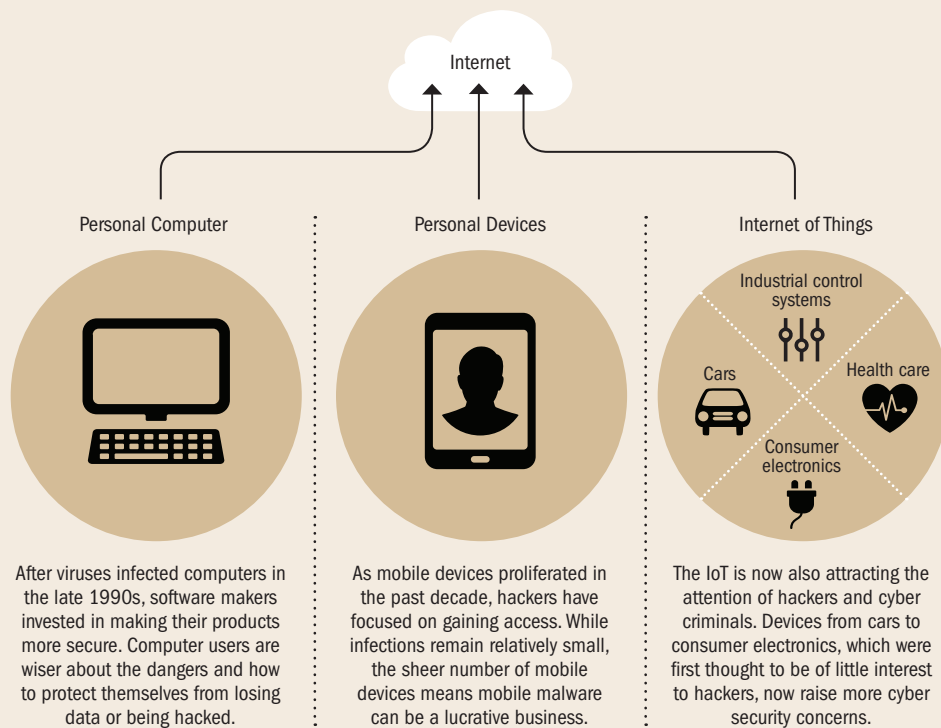 Internet
Personal Computer
Personal Devices
Internet of Things
Industrial control
systems
Cars
Health care
Consumer
electronics
After viruses infected computers in
the late 1990s, software makers
invested in making their products
more secure. Computer users are
wiser about the dangers and how
to protect themselves from losing
data or being hacked.
As mobile devices proliferated in
the past decade, hackers have
focused on gaining access. While
infections remain relatively small,
the sheer number of mobile
devices means mobile malware
can be a lucrative business.
The IoT is now also attracting the
attention of hackers and cyber
criminals. Devices from cars to
consumer electronics, which were
first thought to be of little interest
to hackers, now raise more cyber
security concerns.